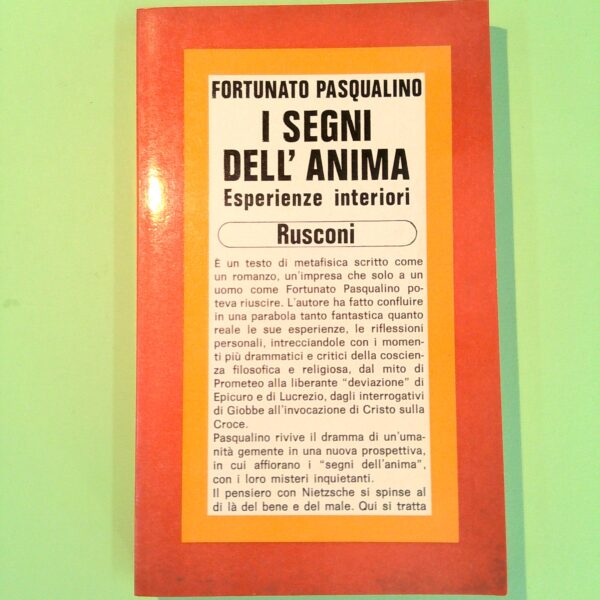 FORTUNATO PASQUALINO
I SEGNI
DELL' ANIMA
Esperienze interiori
Rusconi
È un testo di metafisica scritto come
un romanzo, un'impresa che solo a un
uomo come Fortunato Pasqualino po-
teva riuscire. L'autore ha fatto confluire
in una parabola tanto fantastica quanto
reale le sue esperienze, le riflessioni
personali, intrecciandole con i momen-
ti più drammatici e critici della coscien-
za filosofica e religiosa, dal mito di
Prometeo alla liberante "deviazione" di
Epicuro e di Lucrezio, dagli interrogativi
di Giobbe all'invocazione di Cristo sulla
Croce.
Pasqualino rivive il dramma di un'uma-
nità gemente in una nuova prospettiva,
in cui affiorano i "segni dell'anima",
con i loro misteri inquietanti.
Il pensiero con Nietzsche si spinse al
di là del bene e del male. Qui si tratta